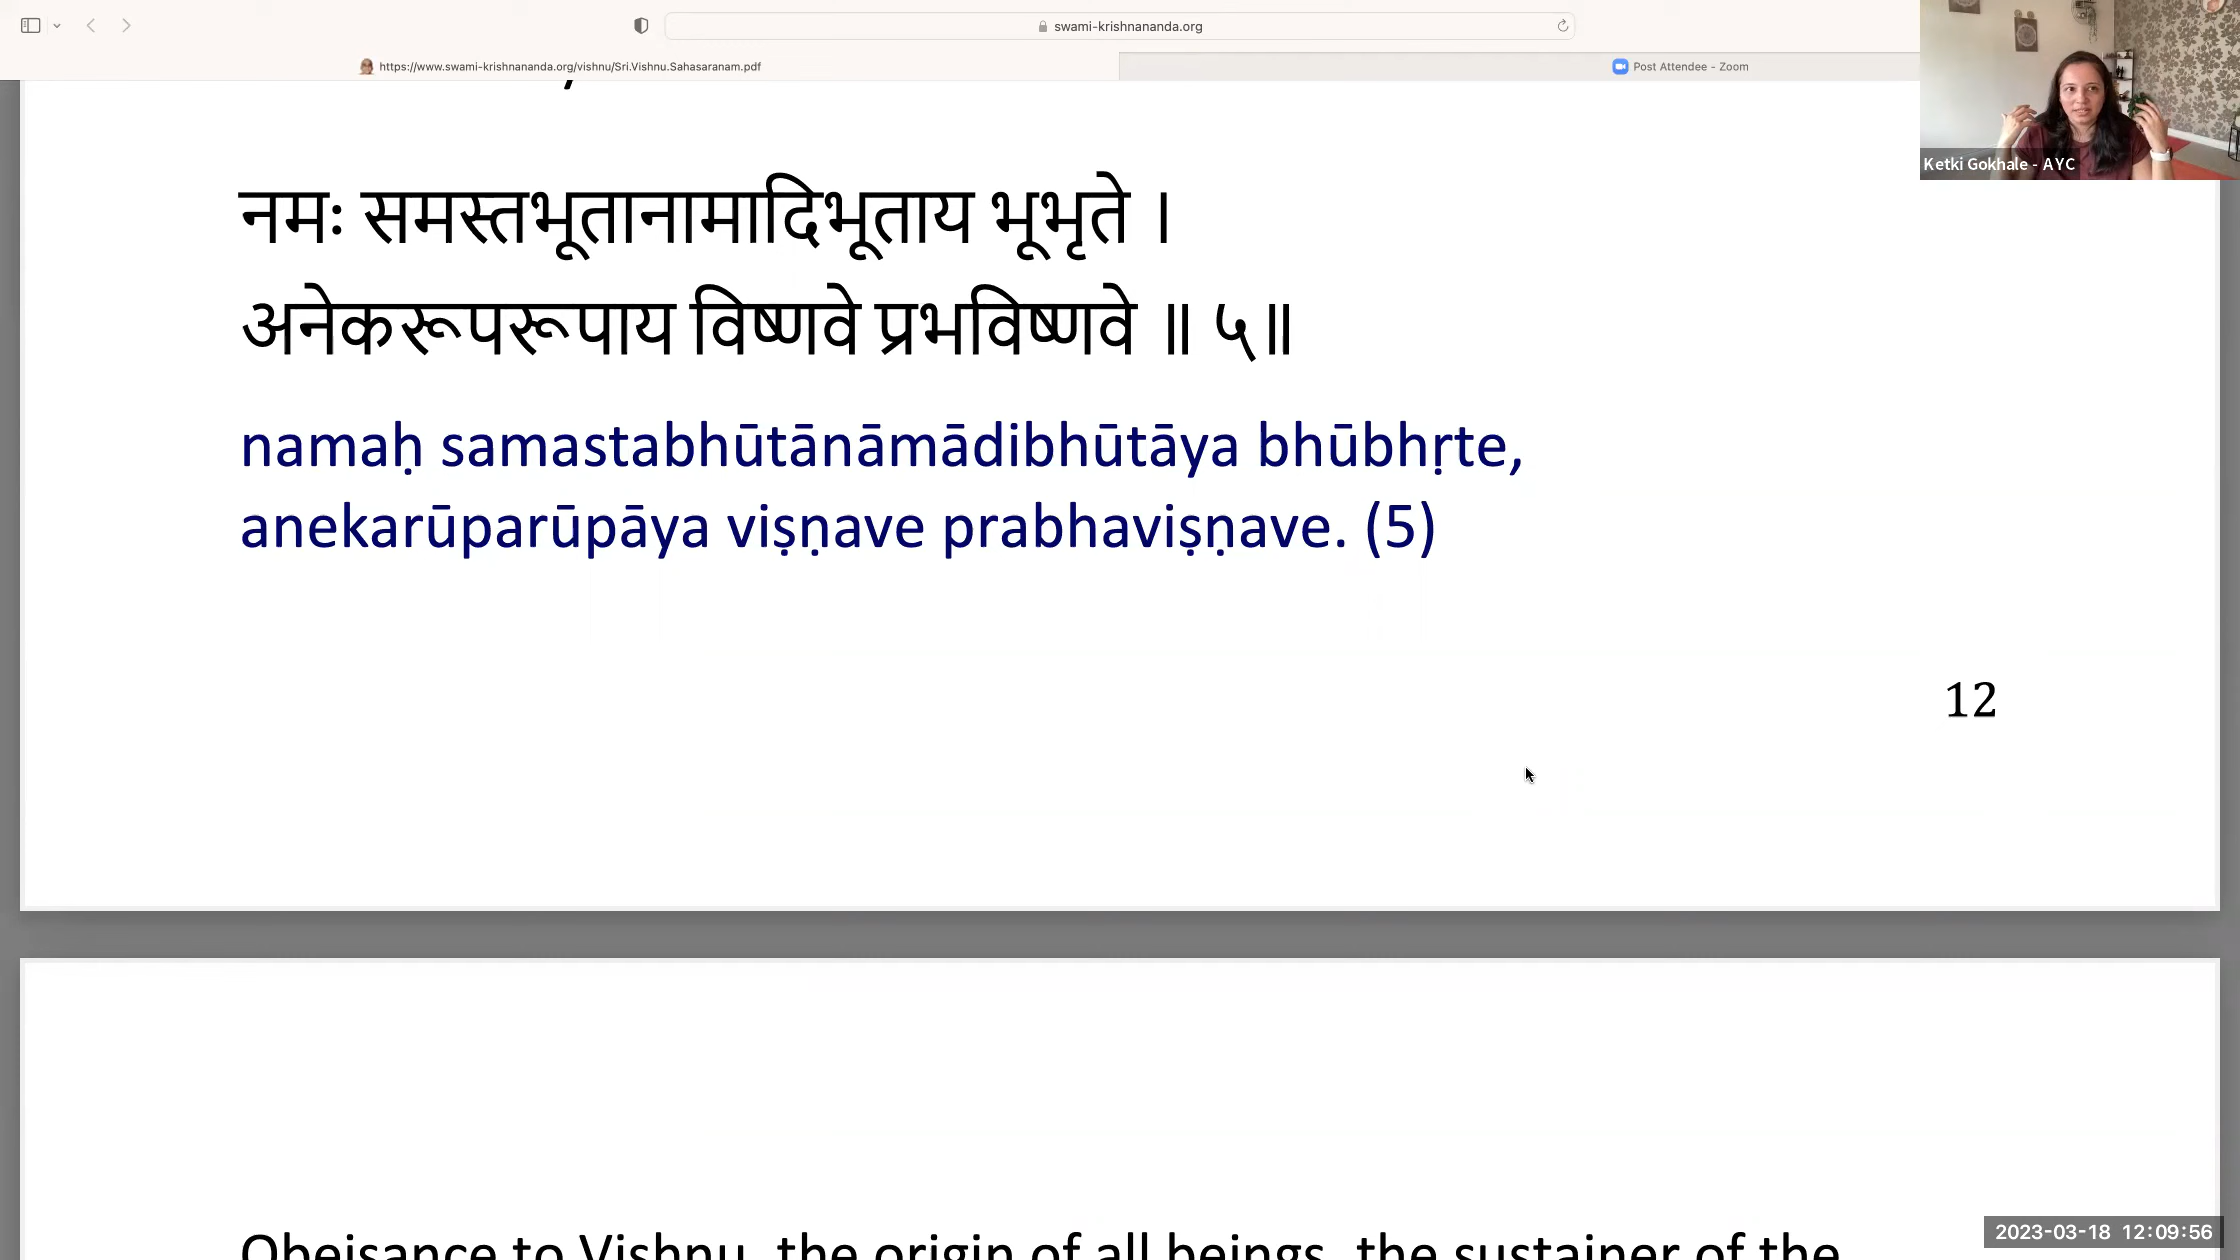 swami-krishnananda.org
https://www.swami-krishnananda.org/vishnu/Sri.Vishnu.Sahasaranam.pdf
Post Attendee - Zoom
Ketki Gokhale - AYC
नमः समस्तभूतानामादिभूताय भूभृते ।
अनेकरूपरूपाय विष्णवे प्रभविष्णवे ॥ ५॥
namaḥ samastabhūtānāmādibhūtāya bhūbhṛte,
anekarūparūpāya viṣṇave prabhaviṣṇave. (5)
12
Obeisance to Vishnu, the origin of all beings, the sustainer of the
2023-03-18 12:09:56